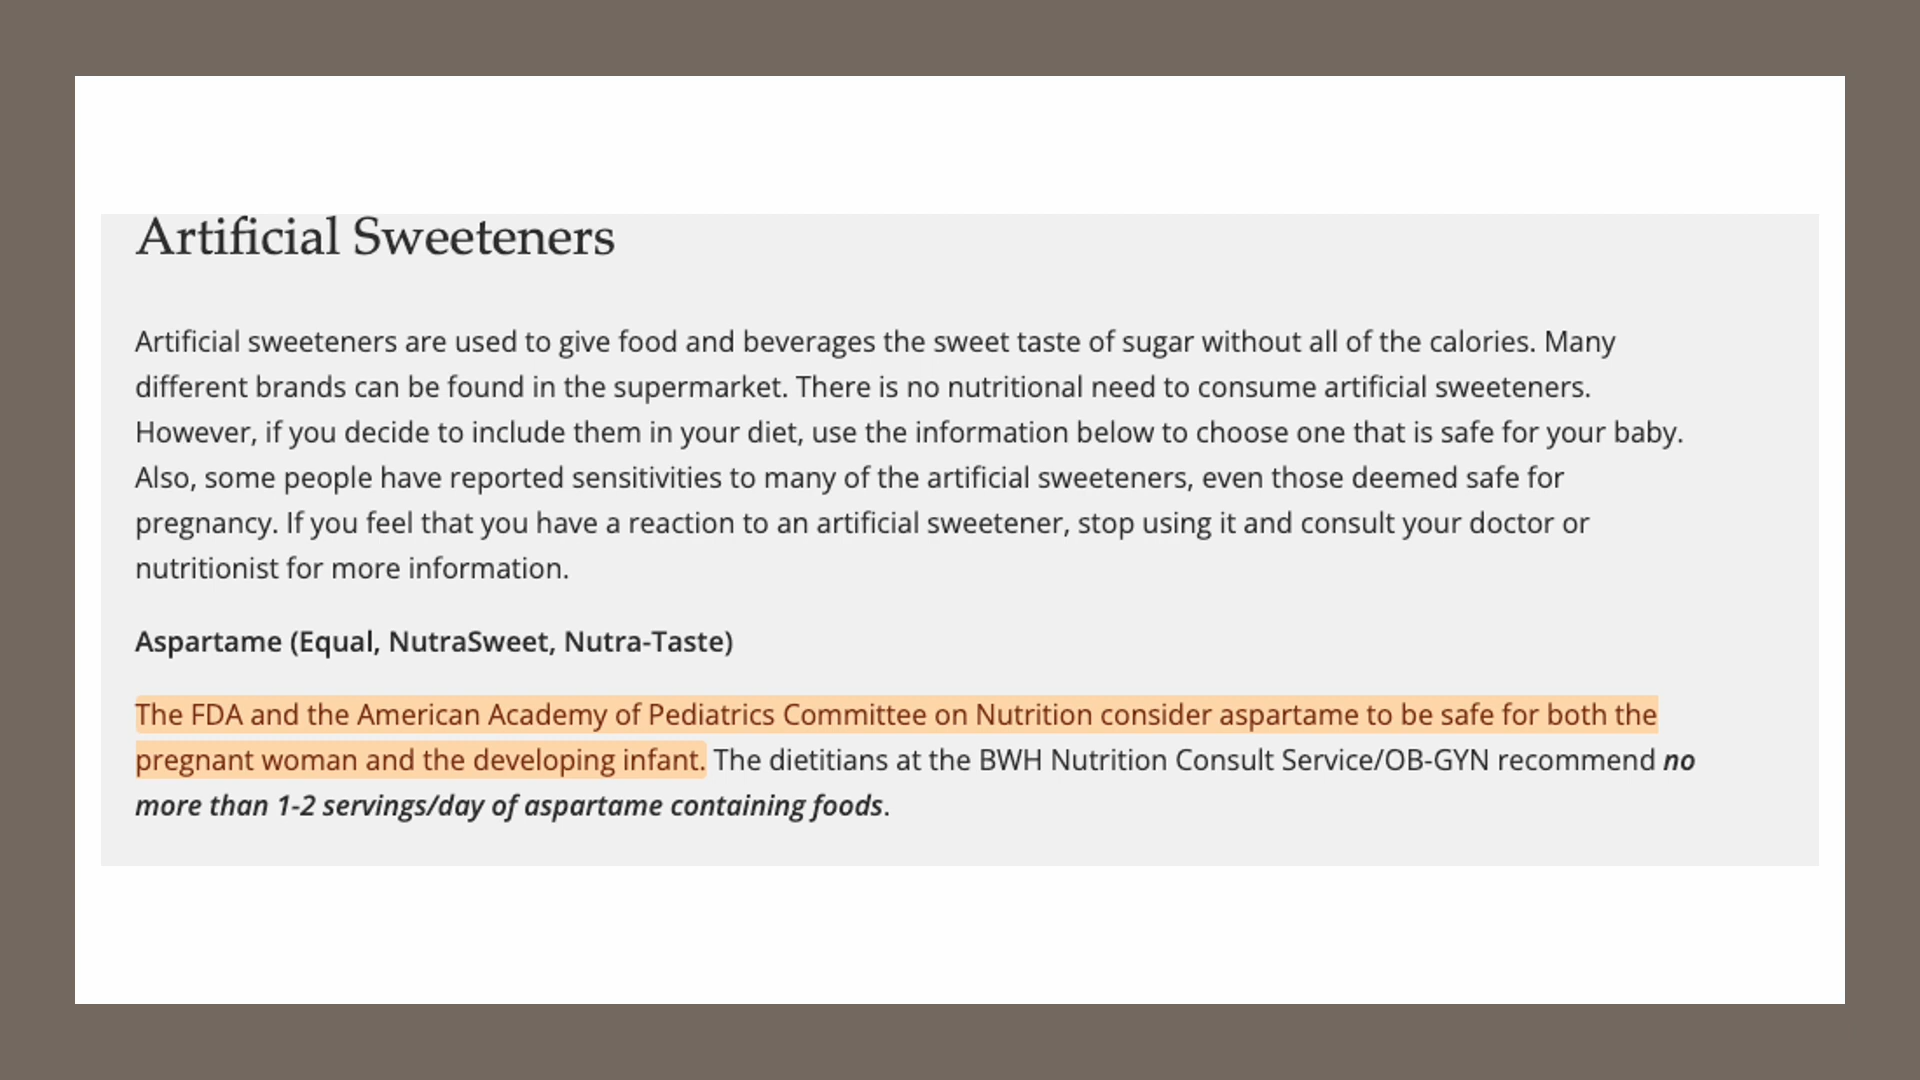 Artificial Sweeteners
Artificial sweeteners are used to give food and beverages the sweet taste of sugar without all of the calories. Many
different brands can be found in the supermarket. There is no nutritional need to consume artificial sweeteners.
However, if you decide to include them in your diet, use the information below to choose one that is safe for your baby.
Also, some people have reported sensitivities to many of the artificial sweeteners, even those deemed safe for
pregnancy. If you feel that you have a reaction to an artificial sweetener, stop using it and consult your doctor or
nutritionist for more information.
Aspartame (Equal, NutraSweet, Nutra-Taste)
The FDA and the American Academy of Pediatrics Committee on Nutrition consider aspartame to be safe for both the
pregnant woman and the developing infant. The dietitians at the BWH Nutrition Consult Service/OB-GYN recommend no
more than 1-2 servings/day of aspartame containing foods.